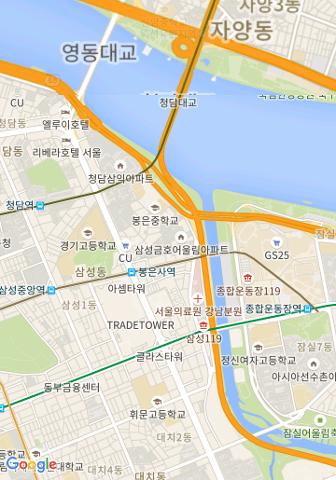 자양3동
자양동
영동대교
청담대교
CU
엘루이호텔
청담동
리베라호텔 서울
담동
청담삼익아파트
청담역
봉은중학교
경기고등학교
삼성금호어울림아파트
GS25
잠실
삼성동
CU
봉은사역
삼성중앙역
아셈타워
종합운동장119
종합운동장역
삼성1동
서울의료원 강남분원
TRADETOWER
삼성119
글라스타워
잠실7동
정신여자고등학교
아시아선수촌아
동부금융센터
휘문고등학교
대치2동
잠실어울림축
Google
대치동
대치4동